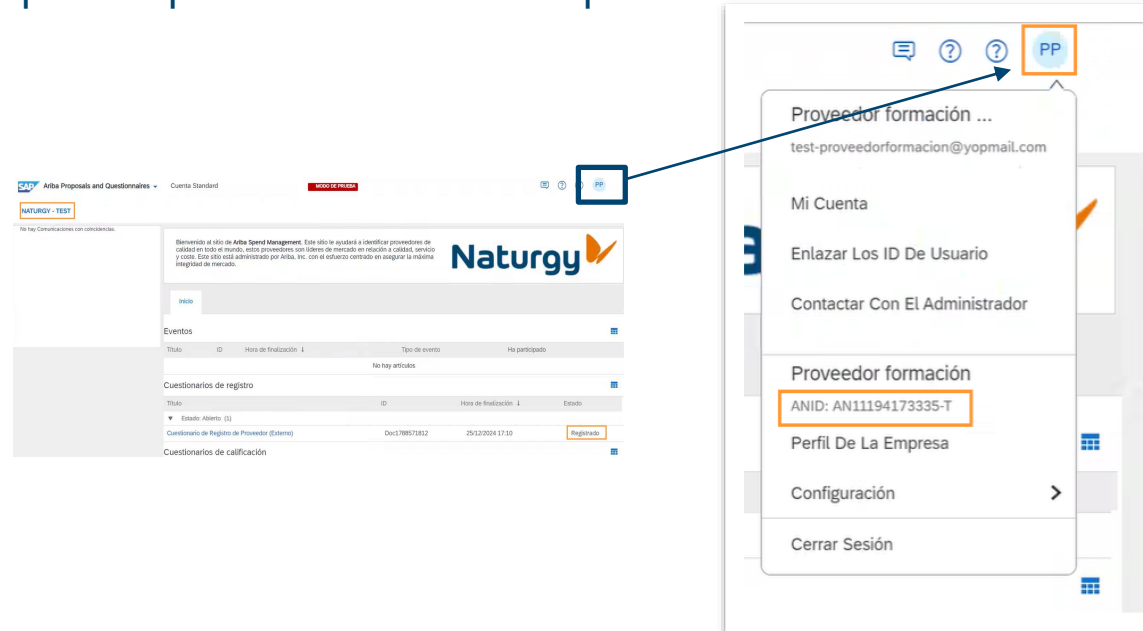 SAP Ariba Proposals and Questionnaires Cuenta Standard MODO DE PRUEBA PP
NATURGY - TEST
No hay Comunicaciones con coincidencias.
Bienvenido al sitio de Ariba Spend Management. Este sitio le ayudará a identificar proveedores de
calidad en todo el mundo, estos proveedores son líderes de mercado en relación a calidad, servicio
y coste. Este sitio está administrado por Ariba, Inc. con el esfuerzo centrado en asegurar la máxima
integridad de mercado.
Naturgy
Inicio
Eventos
Título ID Hora de finalización ↓ Tipo de evento Ha participado
No hay artículos
Cuestionarios de registro
Título ID Hora de finalización ↓ Estado
▼ Estado: Abierto (1)
Cuestionario de Registro de Proveedor (Externo) Doc1788571812 25/12/2024 17:10 Registrado
Cuestionarios de calificación
PP
Proveedor formación ...
test-proveedorformacion@yopmail.com
Mi Cuenta
Enlazar Los ID De Usuario
Contactar Con El Administrador
Proveedor formación
ANID: AN11194173335-T
Perfil De La Empresa
Configuración
Cerrar Sesión